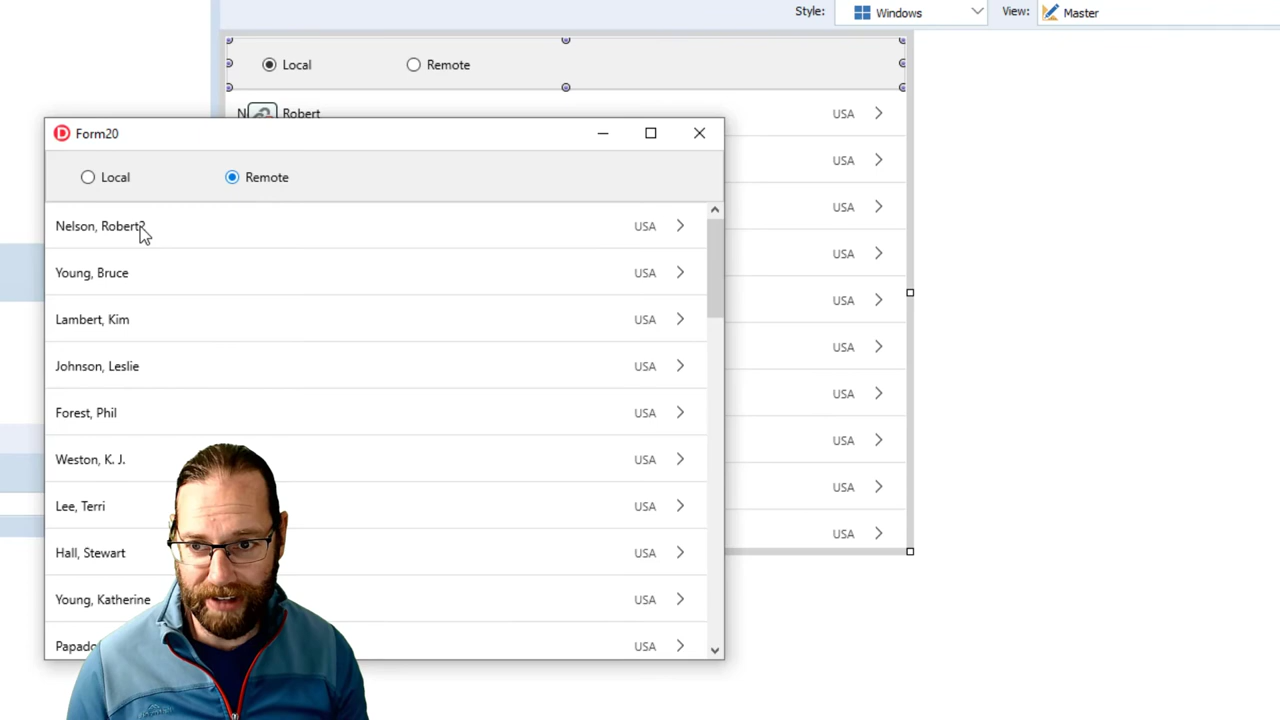 Style: Windows View: Master
Local Remote
Robert USA
Form20
USA
Local Remote
USA
Nelson, Robert2 USA
USA
Young, Bruce USA
USA
Lambert, Kim USA
USA
Johnson, Leslie USA
USA
Forest, Phil USA
USA
Weston, K. J. USA
USA
Lee, Terri USA
USA
Hall, Stewart USA
Young, Katherine USA
USA